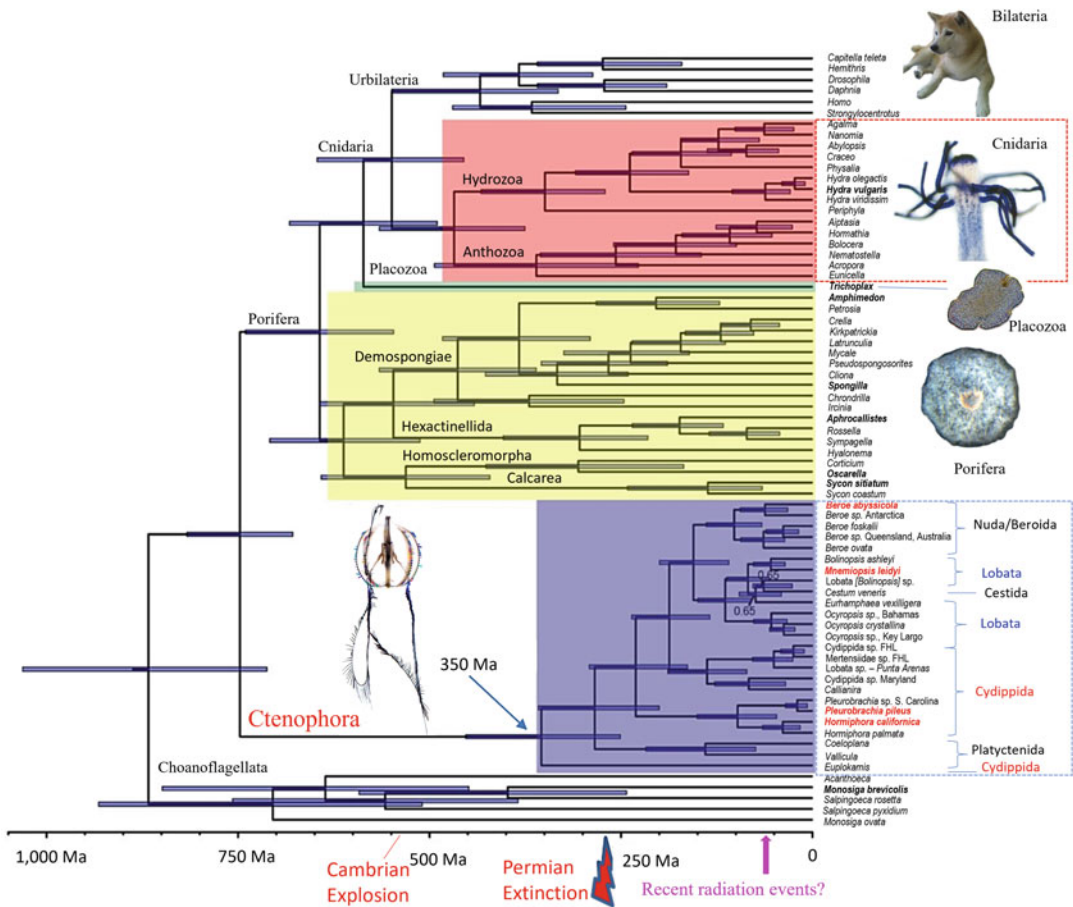 Bilateria
Urbilateria
Capitella teleta
Hemithris
Drosophila
Daphnia
Homo
Strongylocentrotus
Cnidaria
Hydrozoa
Anthozoa
Agalma
Nanomia
Abylopsis
Craceo
Physalia
Hydra olegactis
Hydra vulgaris
Hydra viridissim
Periphyla
Aiptasia
Hormathia
Bolocera
Nematostella
Acropora
Eunicella
Cnidaria
Placozoa
Trichoplax
Placozoa
Porifera
Demospongiae
Hexactinellida
Homoscleromorpha
Calcarea
Amphimedon
Petrosia
Crella
Kirkpatrickia
Latrunculia
Mycale
Pseudospongosorites
Cliona
Spongilla
Chrondrilla
Ircinia
Aphrocallistes
Rossella
Sympagella
Hyalonema
Corticium
Oscarella
Sycon sitiatum
Sycon coastum
Porifera
350 Ma
Ctenophora
0.65
0.65
Beroe abyssicola
Beroe sp. Antarctica
Beroe foskalii
Beroe sp. Queensland, Australia
Beroe ovata
Bolinopsis ashleyi
Mnemiopsis leidyi
Lobata [Bolinopsis] sp.
Cestum veneris
Eurhamphaea vexilligera
Ocyropsis sp., Bahamas
Ocyropsis crystallina
Ocyropsis sp., Key Largo
Cydippida sp. FHL
Mertensiidae sp. FHL
Lobata sp. – Punta Arenas
Cydippida sp. Maryland
Callianira
Pleurobrachia sp. S. Carolina
Pleurobrachia pileus
Hormiphora californica
Hormiphora palmata
Coeloplana
Vallicula
Euplokamis
Nuda/Beroida
Lobata
Cestida
Lobata
Cydippida
Platyctenida
Cydippida
Choanoflagellata
Acanthoeca
Monosiga brevicolis
Salpingoeca rosetta
Salpingoeca pyxidium
Monosiga ovata
1,000 Ma
750 Ma
500 Ma
250 Ma
0
Cambrian
Explosion
Permian
Extinction
Recent radiation events?